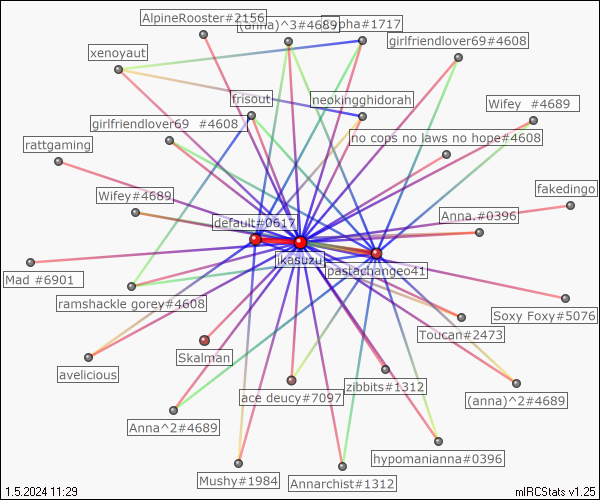 AlpineRooster#2156
(anna)^3#4689
pha#1717
girlfriendlover69#4608
xenoyaut
frisout
neokingghidorah
Wifey  #4689
girlfriendlover69  #4608
no cops no laws no hope#4608
rattgaming
Wifey#4689
fakedingo
default#0617
Anna.#0396
jkasuzu
pastachangeo41
Mad #6901
ramshackle gorey#4608
Soxy Foxy#5076
Toucan#2473
Skalman
avelicious
zibbits#1312
ace deucy#7097
(anna)^2#4689
Anna^2#4689
hypomanianna#0396
Mushy#1984
Annarchist#1312
1.5.2024 11:29
mIRCStats v1.25